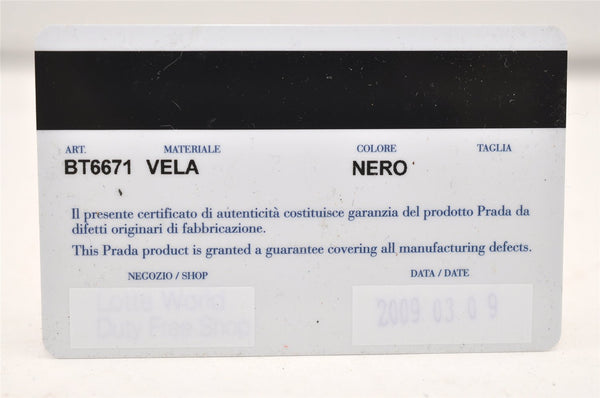 ART. MATERIALE COLORE TAGLIA
BT6671 VELA NERO
Il presente certificato di autenticità costituisce garanzia del prodotto Prada da
difetti originari di fabbricazione.
This Prada product is granted a guarantee covering all manufacturing defects.
NEGOZIO / SHOP DATA / DATE
Lotte World 2009 03.09
Duty Free Shop